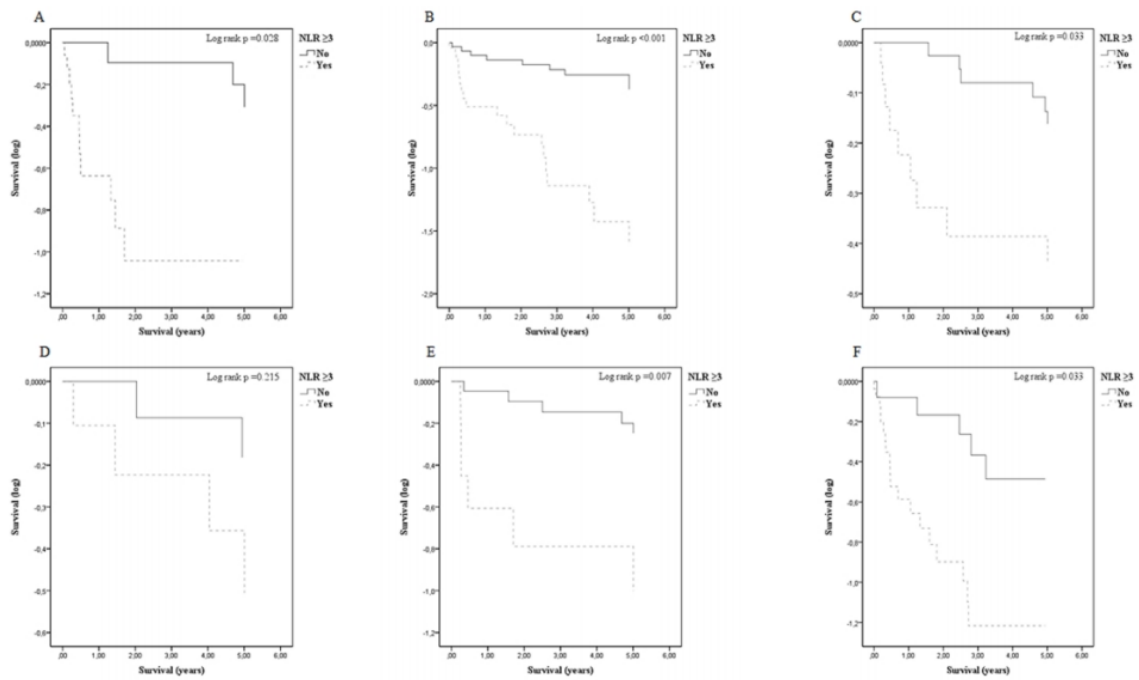 A
Log rank p =0.028
NLR ≥3
No
Yes
0,0000
-0,2
-0,4
-0,6
-0,8
-1,0
-1,2
Survival (log)
,00 1,00 2,00 3,00 4,00 5,00 6,00
Survival (years)
B
Log rank p <0.001
NLR ≥3
No
Yes
0,0
-0,5
-1,0
-1,5
-2,0
Survival (log)
,00 1,00 2,00 3,00 4,00 5,00 6,00
Survival (years)
C
Log rank p =0.033
NLR ≥3
No
Yes
0,0000
-0,1
-0,2
-0,3
-0,4
-0,5
Survival (log)
,00 1,00 2,00 3,00 4,00 5,00 6,00
Survival (years)
D
Log rank p =0.215
NLR ≥3
No
Yes
0,0000
-0,1
-0,2
-0,3
-0,4
-0,5
-0,6
Survival (log)
,00 1,00 2,00 3,00 4,00 5,00 6,00
Survival (years)
E
Log rank p =0.007
NLR ≥3
No
Yes
0,0000
-0,2
-0,4
-0,6
-0,8
-1,0
-1,2
Survival (log)
,00 1,00 2,00 3,00 4,00 5,00 6,00
Survival (years)
F
Log rank p =0.033
NLR ≥3
No
Yes
0,0000
-0,2
-0,4
-0,6
-0,8
-1,0
-1,2
Survival (log)
,00 1,00 2,00 3,00 4,00 5,00 6,00
Survival (years)